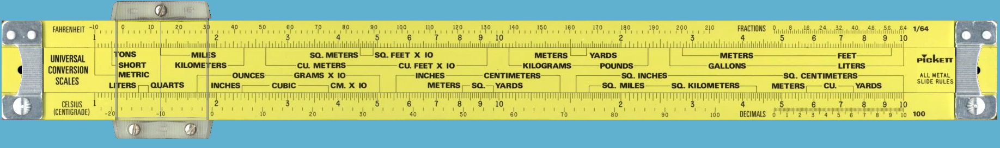 FAHRENHEIT -10 0 10 20 30 40 50 60 70 80 90 100 110 120 130 140 150 160 170 180 190 200 210 FRACTIONS 0 8 16 24 32 40 48 56 64 1/64
1 2 3 4 5 6 7 8 9 10 2 3 4 5 6 7 8 9 10
UNIVERSAL
CONVERSION
SCALES
TONS MILES SQ. METERS SQ. FEET X 10 METERS YARDS METERS FEET
SHORT KILOMETERS CU. METERS CU. FEET X 10 KILOGRAMS POUNDS GALLONS LITERS
METRIC OUNCES GRAMS X 10 INCHES CENTIMETERS SQ. INCHES SQ. CENTIMETERS
LITERS QUARTS INCHES CUBIC CM. X 10 METERS SQ. YARDS SQ. MILES SQ. KILOMETERS METERS CU. YARDS
PICKETT
ALL METAL
SLIDE RULES
1 2 3 4 5 6 7 8 9 10 2 3 4 5 6 7 8 9 10
CELSIUS
(CENTIGRADE) -20 -10 0 10 20 30 40 50 60 70 80 90 100 DECIMALS 0 1 2 3 4 5 6 7 8 9 10 100